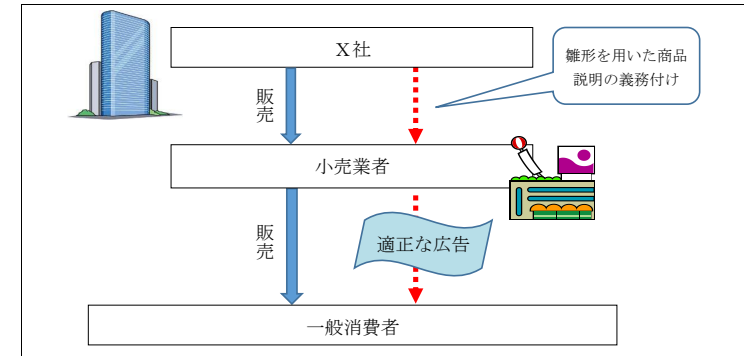 X社
雛形を用いた商品
説明の義務付け
販売
小売業者
販売
適正な広告
一般消費者